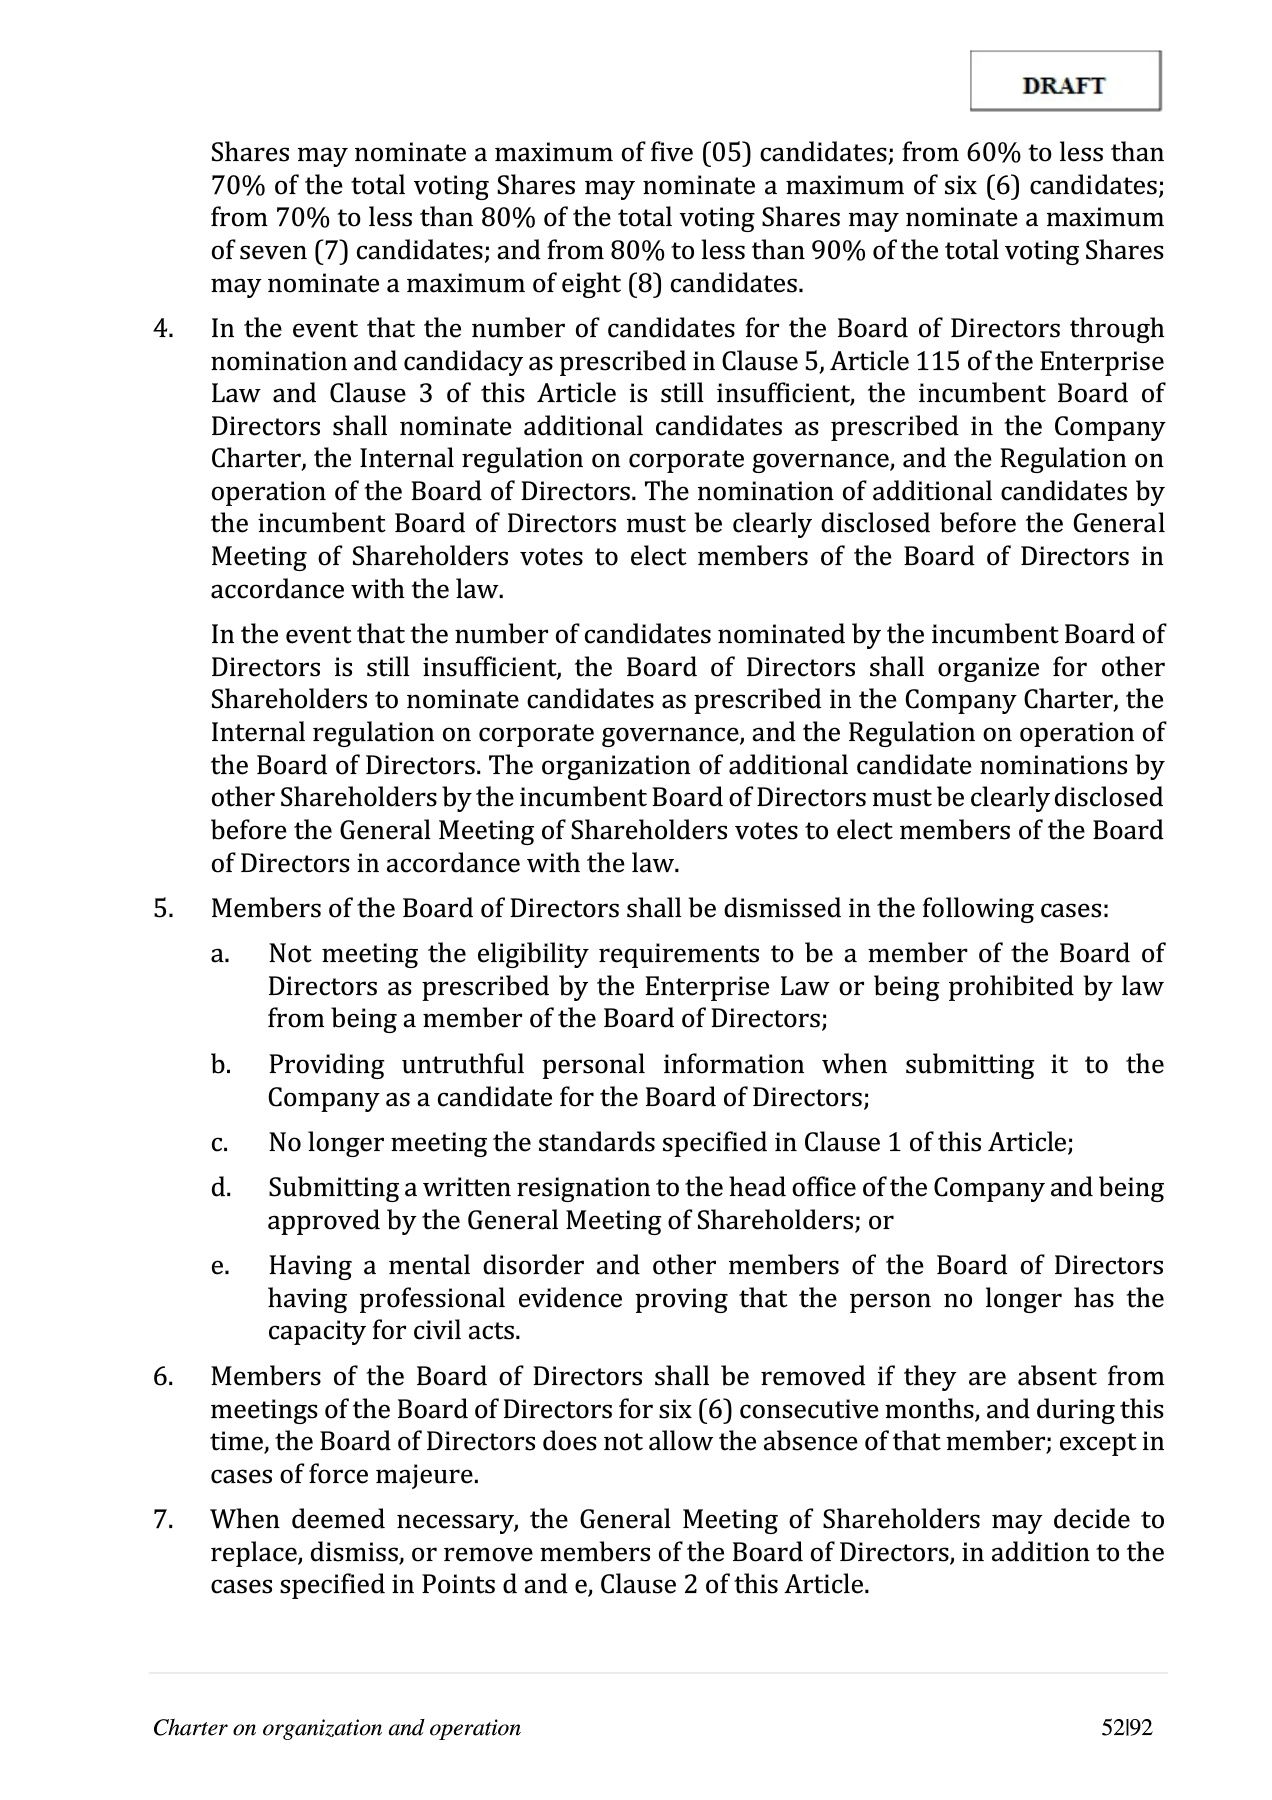 DRAFT
Shares may nominate a maximum of five (05) candidates; from 60% to less than
70% of the total voting Shares may nominate a maximum of six (6) candidates;
from 70% to less than 80% of the total voting Shares may nominate a maximum
of seven (7) candidates; and from 80% to less than 90% of the total voting Shares
may nominate a maximum of eight (8) candidates.
4. In the event that the number of candidates for the Board of Directors through
nomination and candidacy as prescribed in Clause 5, Article 115 of the Enterprise
Law and Clause 3 of this Article is still insufficient, the incumbent Board of
Directors shall nominate additional candidates as prescribed in the Company
Charter, the Internal regulation on corporate governance, and the Regulation on
operation of the Board of Directors. The nomination of additional candidates by
the incumbent Board of Directors must be clearly disclosed before the General
Meeting of Shareholders votes to elect members of the Board of Directors in
accordance with the law.
In the event that the number of candidates nominated by the incumbent Board of
Directors is still insufficient, the Board of Directors shall organize for other
Shareholders to nominate candidates as prescribed in the Company Charter, the
Internal regulation on corporate governance, and the Regulation on operation of
the Board of Directors. The organization of additional candidate nominations by
other Shareholders by the incumbent Board of Directors must be clearly disclosed
before the General Meeting of Shareholders votes to elect members of the Board
of Directors in accordance with the law.
5. Members of the Board of Directors shall be dismissed in the following cases:
a. Not meeting the eligibility requirements to be a member of the Board of
Directors as prescribed by the Enterprise Law or being prohibited by law
from being a member of the Board of Directors;
b. Providing untruthful personal information when submitting it to the
Company as a candidate for the Board of Directors;
c. No longer meeting the standards specified in Clause 1 of this Article;
d. Submitting a written resignation to the head office of the Company and being
approved by the General Meeting of Shareholders; or
e. Having a mental disorder and other members of the Board of Directors
having professional evidence proving that the person no longer has the
capacity for civil acts.
6. Members of the Board of Directors shall be removed if they are absent from
meetings of the Board of Directors for six (6) consecutive months, and during this
time, the Board of Directors does not allow the absence of that member; except in
cases of force majeure.
7. When deemed necessary, the General Meeting of Shareholders may decide to
replace, dismiss, or remove members of the Board of Directors, in addition to the
cases specified in Points d and e, Clause 2 of this Article.
Charter on organization and operation 52|92